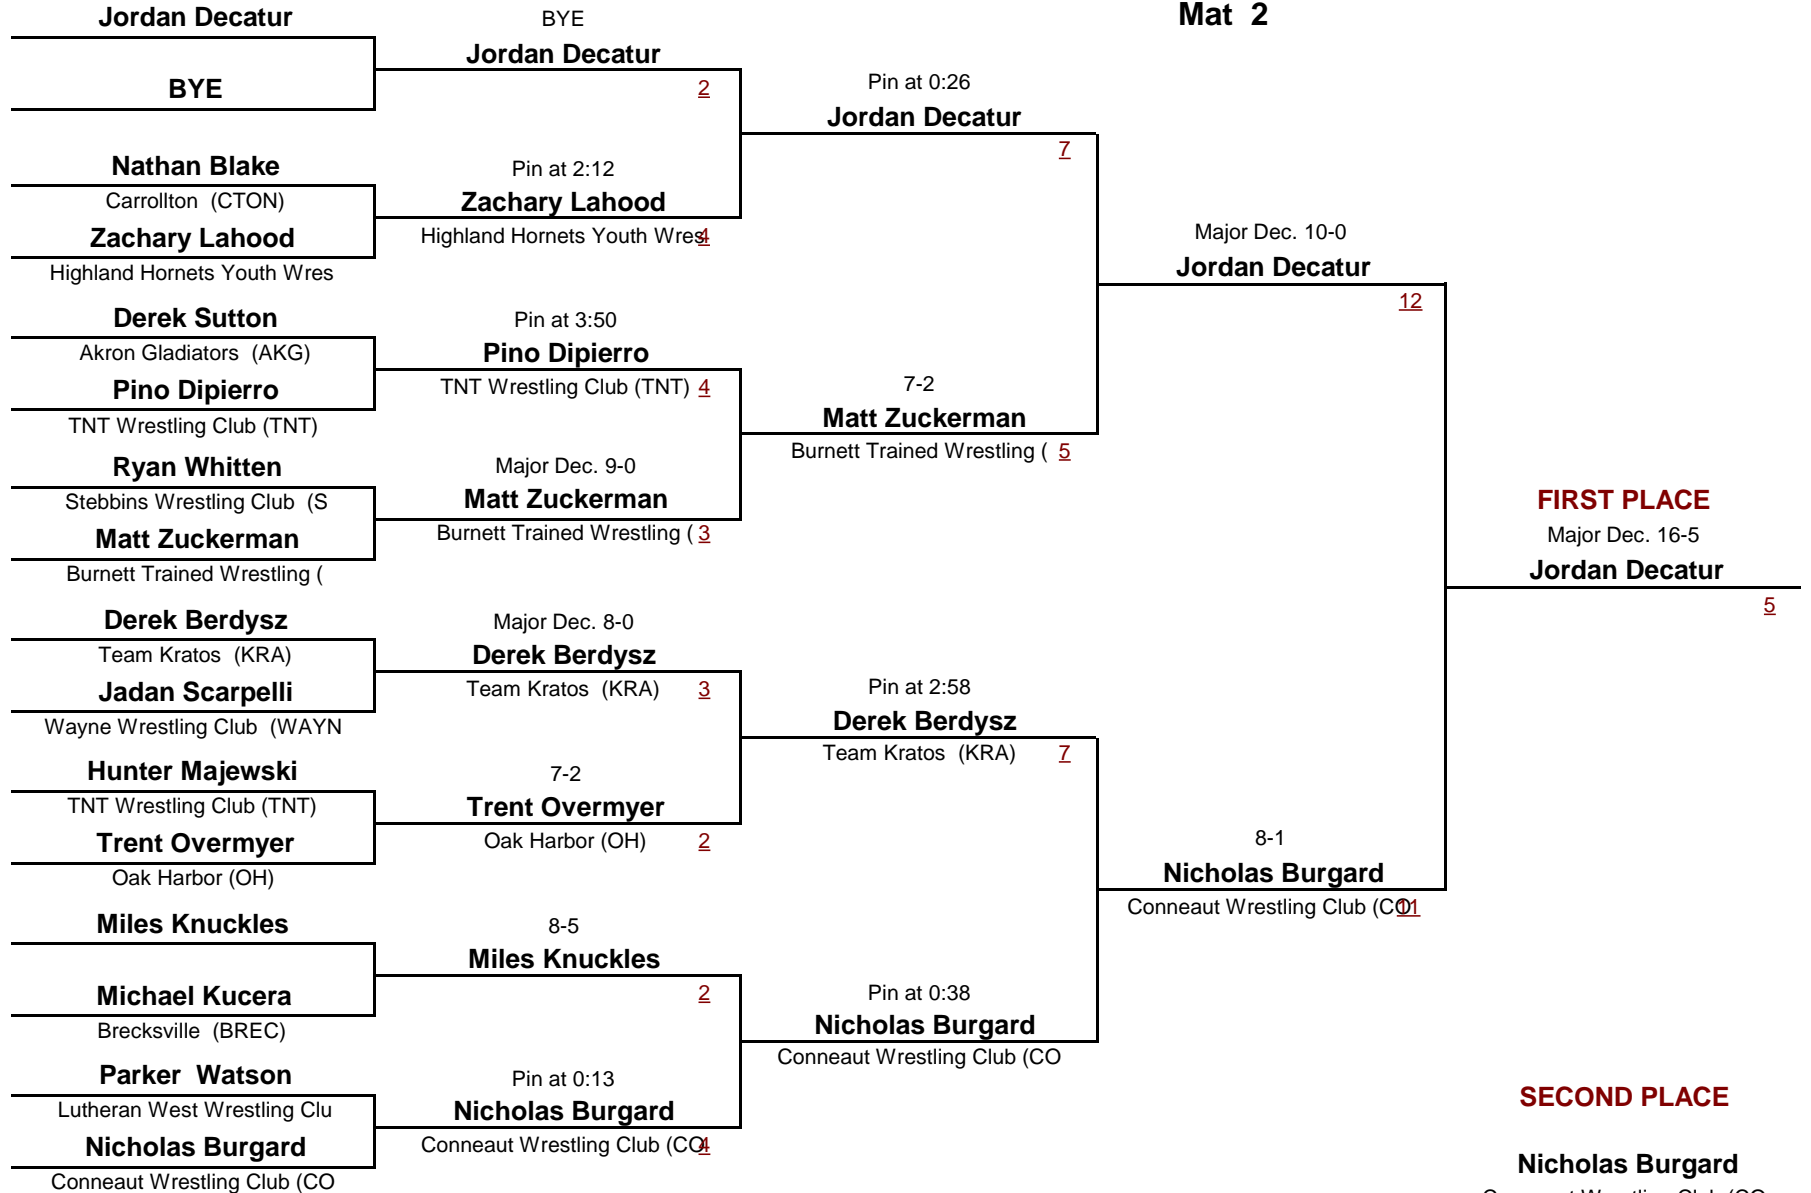 Jordan Decatur
BYE
Mat 2
Jordan Decatur
BYE
2
Pin at 0:26
Jordan Decatur
7
Nathan Blake
Carrollton (CTON)
Pin at 2:12
Zachary Lahood
Zachary Lahood
Highland Hornets Youth Wres
4
Highland Hornets Youth Wres
Major Dec. 10-0
Jordan Decatur
12
Derek Sutton
Akron Gladiators (AKG)
Pin at 3:50
Pino Dipierro
Pino Dipierro
TNT Wrestling Club (TNT)
4
TNT Wrestling Club (TNT)
7-2
Matt Zuckerman
Burnett Trained Wrestling (
5
Ryan Whitten
Stebbins Wrestling Club (S
Major Dec. 9-0
Matt Zuckerman
Matt Zuckerman
Burnett Trained Wrestling (
3
Burnett Trained Wrestling (
FIRST PLACE
Major Dec. 16-5
Jordan Decatur
5
Derek Berdysz
Team Kratos (KRA)
Major Dec. 8-0
Derek Berdysz
Jadan Scarpelli
Team Kratos (KRA)
3
Wayne Wrestling Club (WAYN
Pin at 2:58
Derek Berdysz
Team Kratos (KRA)
7
Hunter Majewski
TNT Wrestling Club (TNT)
7-2
Trent Overmyer
Trent Overmyer
Oak Harbor (OH)
2
Oak Harbor (OH)
8-1
Nicholas Burgard
Conneaut Wrestling Club (CO
11
Miles Knuckles
8-5
Miles Knuckles
2
Michael Kucera
Brecksville (BREC)
Pin at 0:38
Nicholas Burgard
Conneaut Wrestling Club (CO
Parker Watson
Lutheran West Wrestling Clu
Pin at 0:13
Nicholas Burgard
Nicholas Burgard
Conneaut Wrestling Club (CO
4
Conneaut Wrestling Club (CO
SECOND PLACE
Nicholas Burgard
Conneaut Wrestling Club (CO